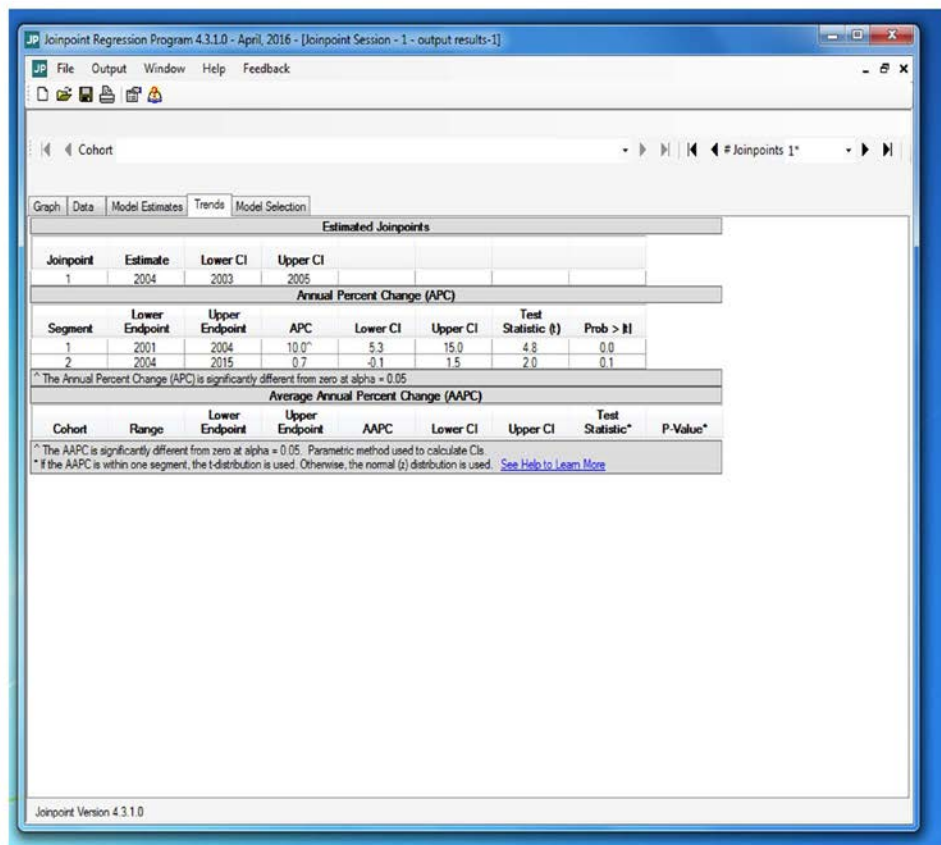 JP Joinpoint Regression Program 4.3.1.0 - April, 2016 - [Joinpoint Session - 1 - output results-1]
JP File Output Window Help Feedback
Cohort # Joinpoints 1*
Graph Data Model Estimates Trends Model Selection
Estimated Joinpoints
Joinpoint Estimate Lower CI Upper CI
1 2004 2003 2005
Annual Percent Change (APC)
Segment Lower Endpoint Upper Endpoint APC Lower CI Upper CI Test Statistic (t) Prob > |t|
1 2001 2004 10.0^ 5.3 15.0 4.8 0.0
2 2004 2015 0.7 -0.1 1.5 2.0 0.1
^ The Annual Percent Change (APC) is significantly different from zero at alpha = 0.05
Average Annual Percent Change (AAPC)
Cohort Range Lower Endpoint Upper Endpoint AAPC Lower CI Upper CI Test Statistic* P-Value*
^ The AAPC is significantly different from zero at alpha = 0.05. Parametric method used to calculate CIs.
* If the AAPC is within one segment, the t-distribution is used. Otherwise, the normal (z) distribution is used. See Help to Learn More
Joinpoint Version 4.3.1.0